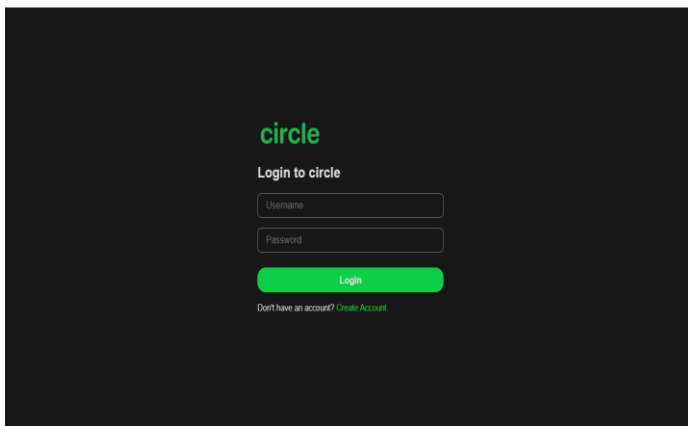 circle
Login to circle
Username
Password
Login
Don't have an account? Create Account.